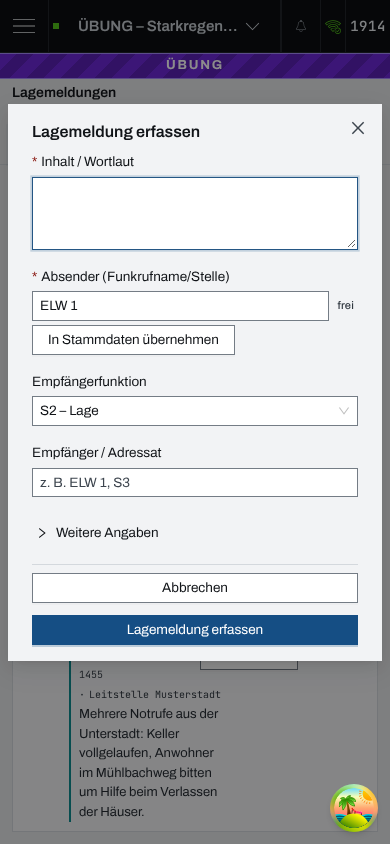 ÜBUNG – Starkregen...
1914
ÜBUNG
Lagemeldungen
Lagemeldung erfassen
* Inhalt / Wortlaut
* Absender (Funkrufname/Stelle)
ELW 1
frei
In Stammdaten übernehmen
Empfängerfunktion
S2 – Lage
Empfänger / Adressat
z. B. ELW 1, S3
Weitere Angaben
Abbrechen
Lagemeldung erfassen
1455
· Leitstelle Musterstadt
Mehrere Notrufe aus der
Unterstadt: Keller
vollgelaufen, Anwohner
im Mühlbachweg bitten
um Hilfe beim Verlassen
der Häuser.